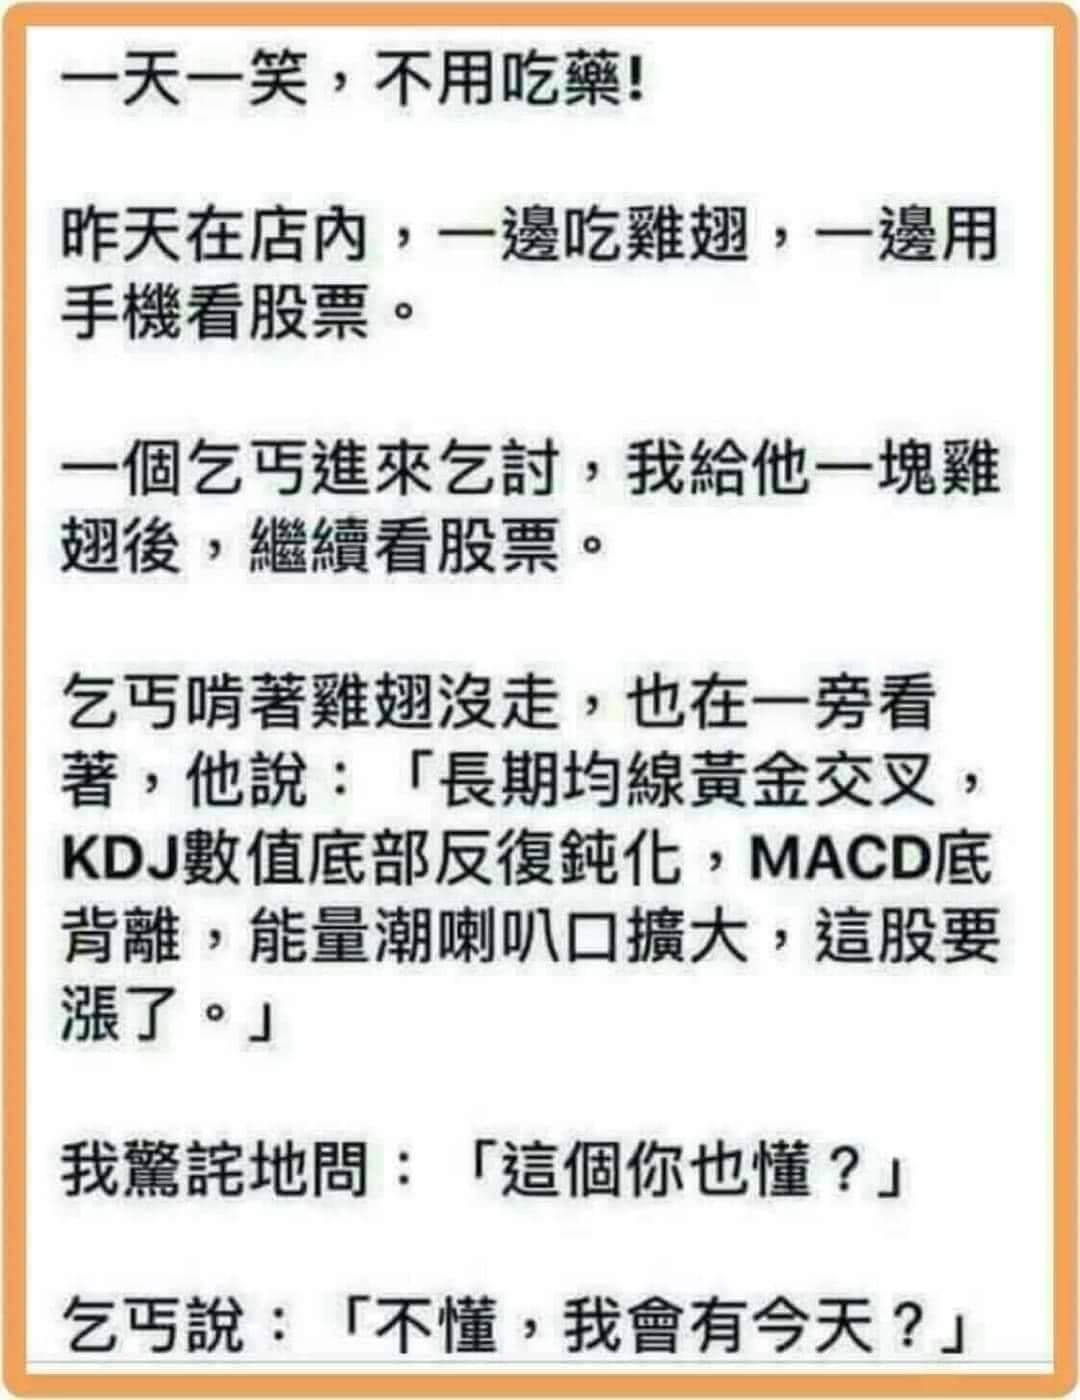 一天一笑，不用吃藥!
昨天在店內，一邊吃雞翅，一邊用
手機看股票。
一個乞丐進來乞討，我給他一塊雞
翅後，繼續看股票。
乞丐啃著雞翅沒走，也在一旁看
著，他說：「長期均線黃金交叉，
KDJ數值底部反復鈍化，MACD底
背離，能量潮喇叭口擴大，這股要
漲了。」
我驚詫地問：「這個你也懂？」
乞丐說：「不懂，我會有今天？」